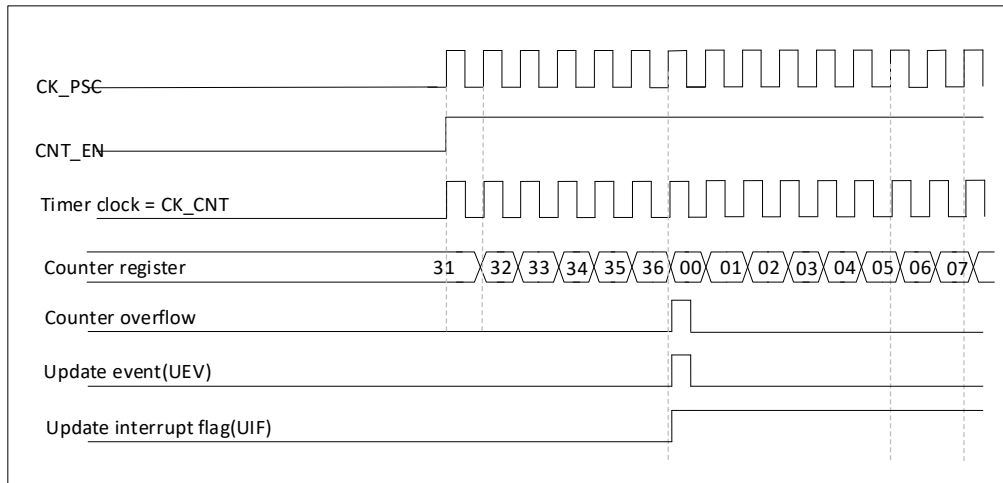 CK_PSC
CNT_EN
Timer clock = CK_CNT
Counter register 31 32 33 34 35 36 00 01 02 03 04 05 06 07
Counter overflow
Update event(UEV)
Update interrupt flag(UIF)